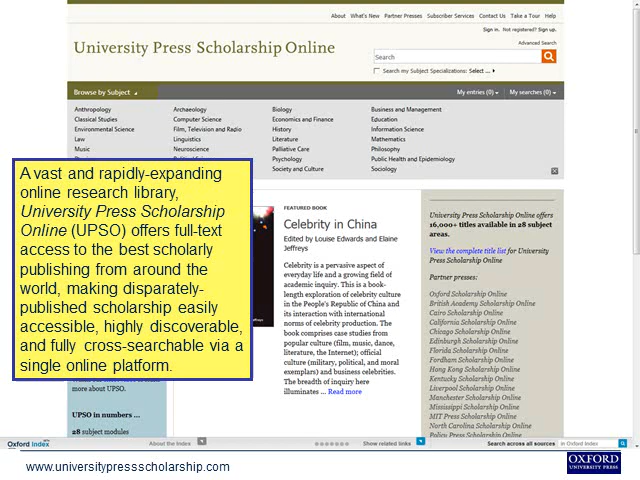 About What's New Partner Presses Subscriber Services Contact Us Take a Tour Help
University Press Scholarship Online
Sign in. Not registered? Sign up.
Advanced Search
Search
Search my Subject Specializations: Select ...
Browse by Subject My entries (0) My searches (0)
Anthropology Archaeology Biology Business and Management
Classical Studies Computer Science Economics and Finance Education
Environmental Science Film, Television and Radio History Information Science
Law Linguistics Literature Mathematics
Music Neuroscience Palliative Care Philosophy
Psychology Public Health and Epidemiology
Society and Culture Sociology
A vast and rapidly-expanding
online research library,
University Press Scholarship
Online (UPSO) offers full-text
access to the best scholarly
publishing from around the
world, making disparately-
published scholarship easily
accessible, highly discoverable,
and fully cross-searchable via a
single online platform.
more about UPSO.
UPSO in numbers ...
28 subject modules
FEATURED BOOK
Celebrity in China
Edited by Louise Edwards and Elaine
Jeffreys
Celebrity is a pervasive aspect of
everyday life and a growing field of
academic inquiry. This is a book-
length exploration of celebrity culture
in the People's Republic of China and
its interaction with international
norms of celebrity production. The
book comprises case studies from
popular culture (film, music, dance,
literature, the Internet); official
culture (military, political, and moral
exemplars) and business celebrities.
The breadth of inquiry here
illuminates ... Read more
University Press Scholarship Online offers
16,000+ titles available in 28 subject
areas.
View the complete title list for University
Press Scholarship Online
Partner presses:
Oxford Scholarship Online
British Academy Scholarship Online
Cairo Scholarship Online
California Scholarship Online
Chicago Scholarship Online
Edinburgh Scholarship Online
Florida Scholarship Online
Fordham Scholarship Online
Hong Kong Scholarship Online
Kentucky Scholarship Online
Liverpool Scholarship Online
Manchester Scholarship Online
Mississippi Scholarship Online
MIT Press Scholarship Online
North Carolina Scholarship Online
Policy Press Scholarship Online
Oxford Index About the Index Show related links Search across all sources in Oxford Index
www.universitypressscholarship.com
OXFORD
UNIVERSITY PRESS